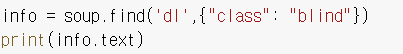 info = soup.find('dl',{"class": "blind"})
print(info.text)